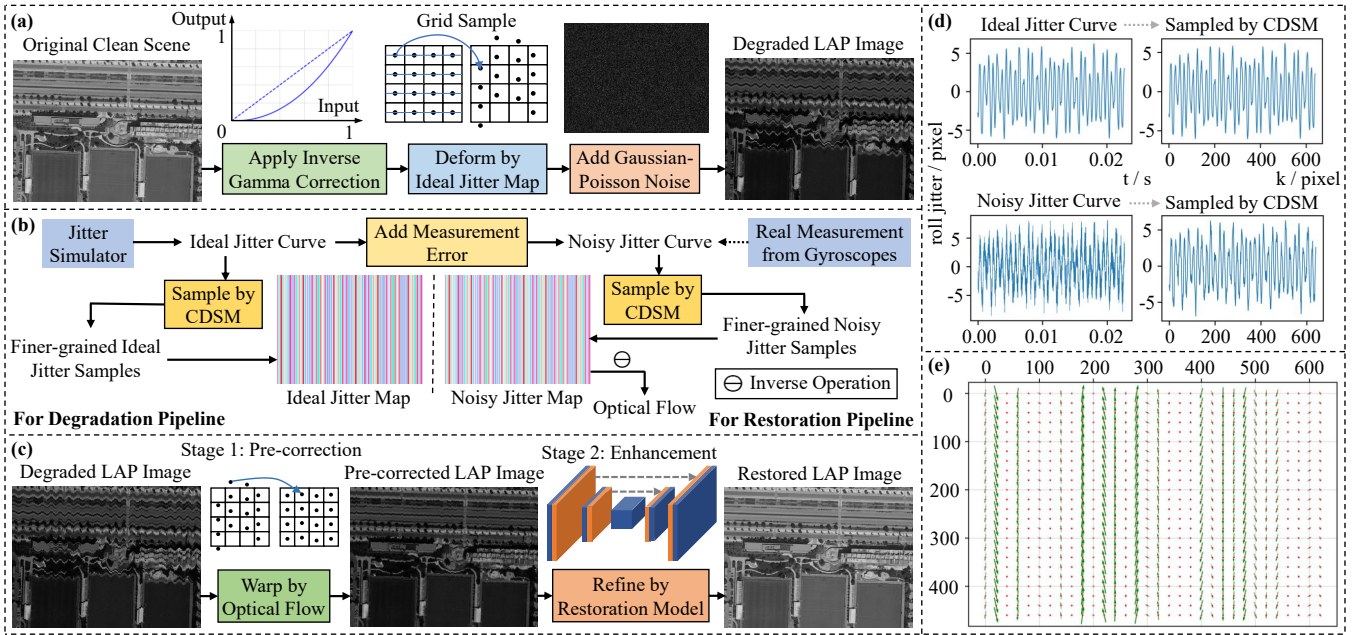 (a)
Original Clean Scene
Output
1
Input
0
1
Grid Sample
Degraded LAP Image
Apply Inverse
Gamma Correction
Deform by
Ideal Jitter Map
Add Gaussian-
Poisson Noise
(b)
Jitter
Simulator
Ideal Jitter Curve
Add Measurement
Error
Noisy Jitter Curve
Real Measurement
from Gyroscopes
Sample by
CDSM
Sample by
CDSM
Finer-grained Ideal
Jitter Samples
Finer-grained Noisy
Jitter Samples
Ideal Jitter Map
Noisy Jitter Map
Optical Flow
Inverse Operation
For Degradation Pipeline
For Restoration Pipeline
(c)
Stage 1: Pre-correction
Stage 2: Enhancement
Degraded LAP Image
Pre-corrected LAP Image
Restored LAP Image
Warp by
Optical Flow
Refine by
Restoration Model
(d)
Ideal Jitter Curve
Sampled by CDSM
roll jitter / pixel
5
0
-5
0.00 0.01 0.02
t / s
5
0
-5
0 200 400 600
k / pixel
Noisy Jitter Curve
Sampled by CDSM
5
0
-5
0.00 0.01 0.02
5
0
-5
0 200 400 600
(e)
0 100 200 300 400 500 600
0
100
200
300
400